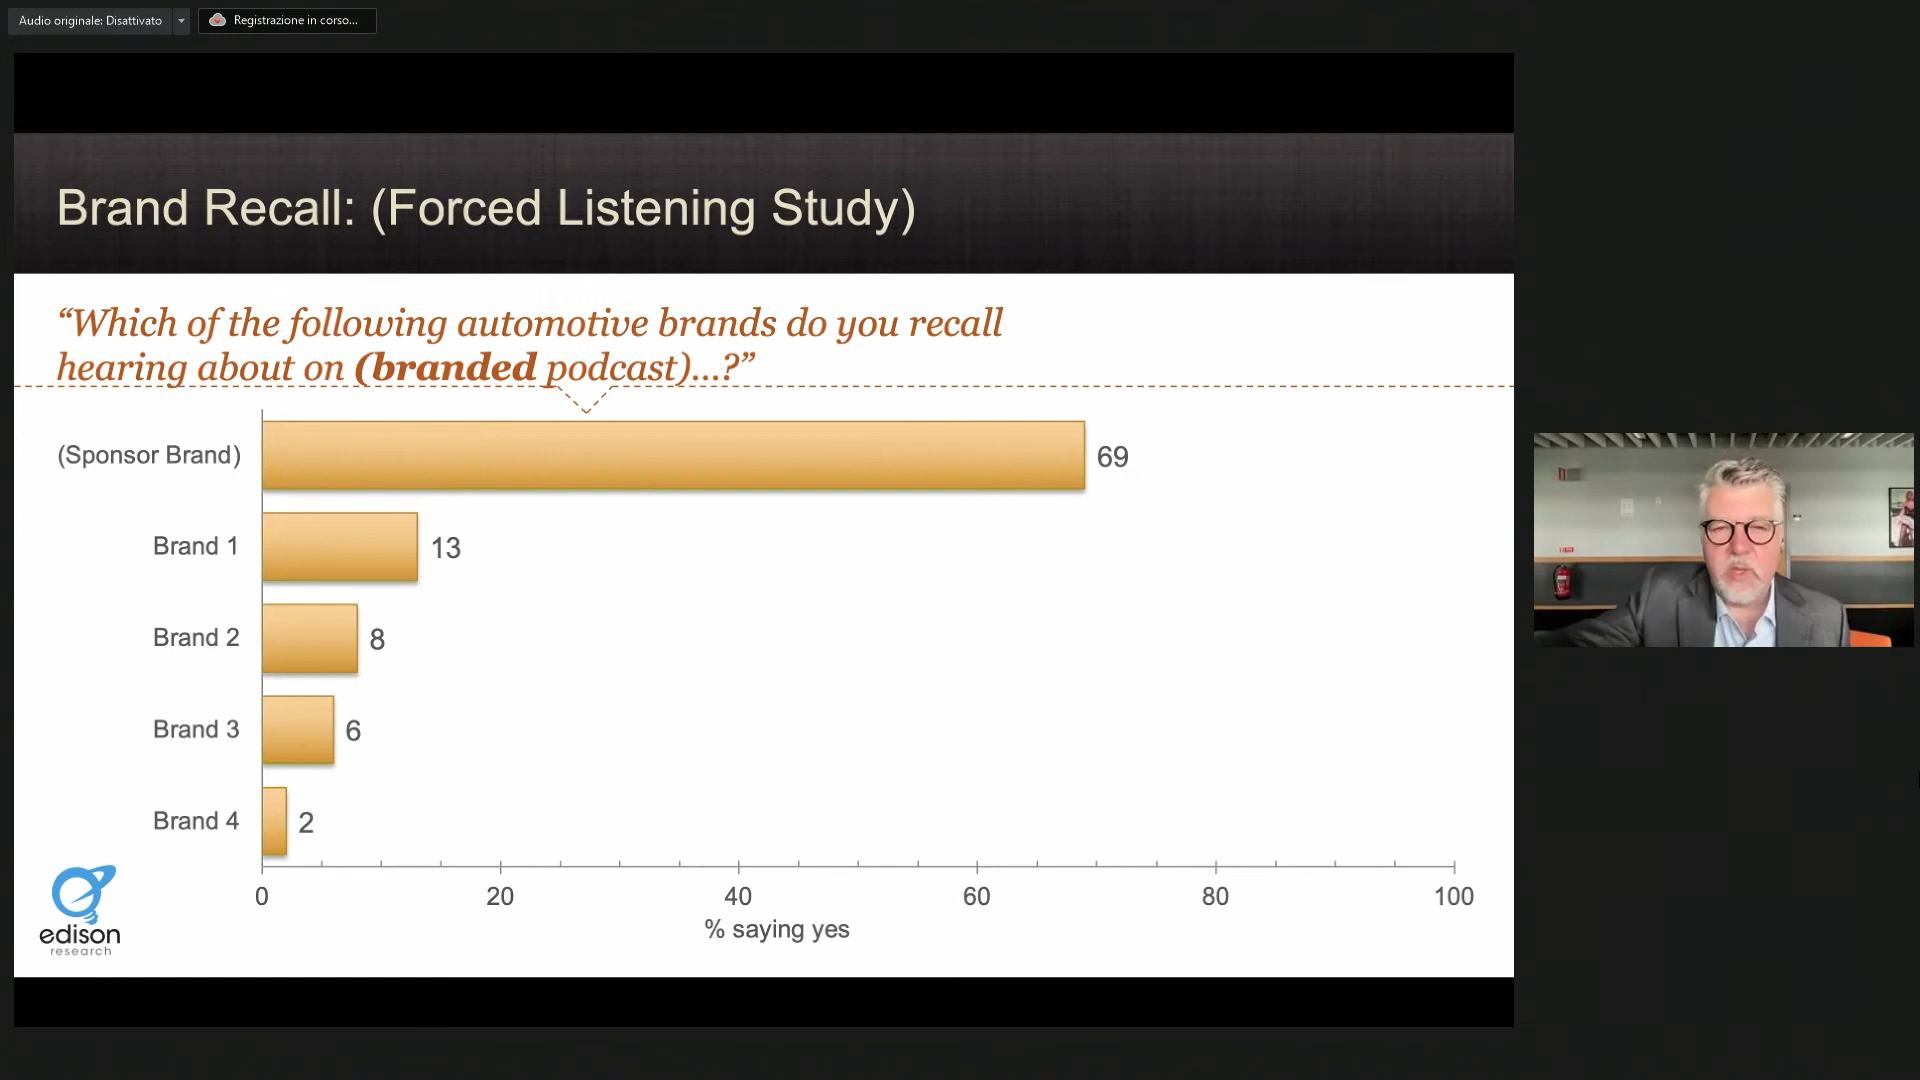 Audio originale: Disattivato
Registrazione in corso...
Brand Recall: (Forced Listening Study)
“Which of the following automotive brands do you recall
hearing about on (branded podcast)...?”
(Sponsor Brand)
69
Brand 1
13
Brand 2
8
Brand 3
6
Brand 4
2
0
20
40
60
80
100
% saying yes
edison
research